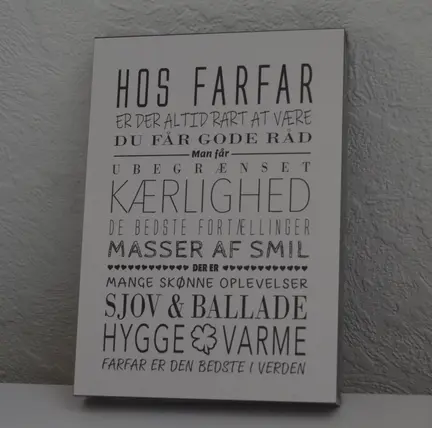 HOS FARFAR
ER DER ALTID RART AT VÆRE
DU FÅR GODE RÅD
Man får
UBEGRÆNSET
KÆRLIGHED
DE BEDSTE FORTÆLLINGER
MASSER AF SMIL
DER ER
MANGE SKØNNE OPLEVELSER
SJOV & BALLADE
HYGGE VARME
FARFAR ER DEN BEDSTE I VERDEN